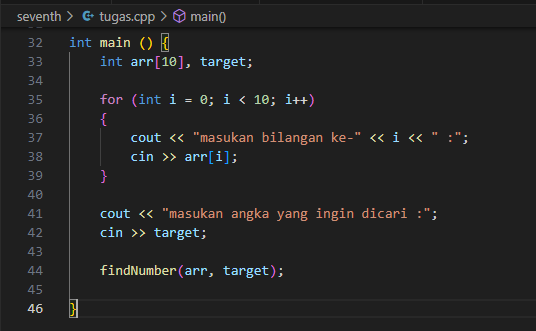 seventh > tugas.cpp > main()
32 int main () {
33 int arr[10], target;
34
35 for (int i = 0; i < 10; i++)
36 {
37 cout << "masukan bilangan ke-" << i << " :";
38 cin >> arr[i];
39 }
40
41 cout << "masukan angka yang ingin dicari :";
42 cin >> target;
43
44 findNumber(arr, target);
45
46 }